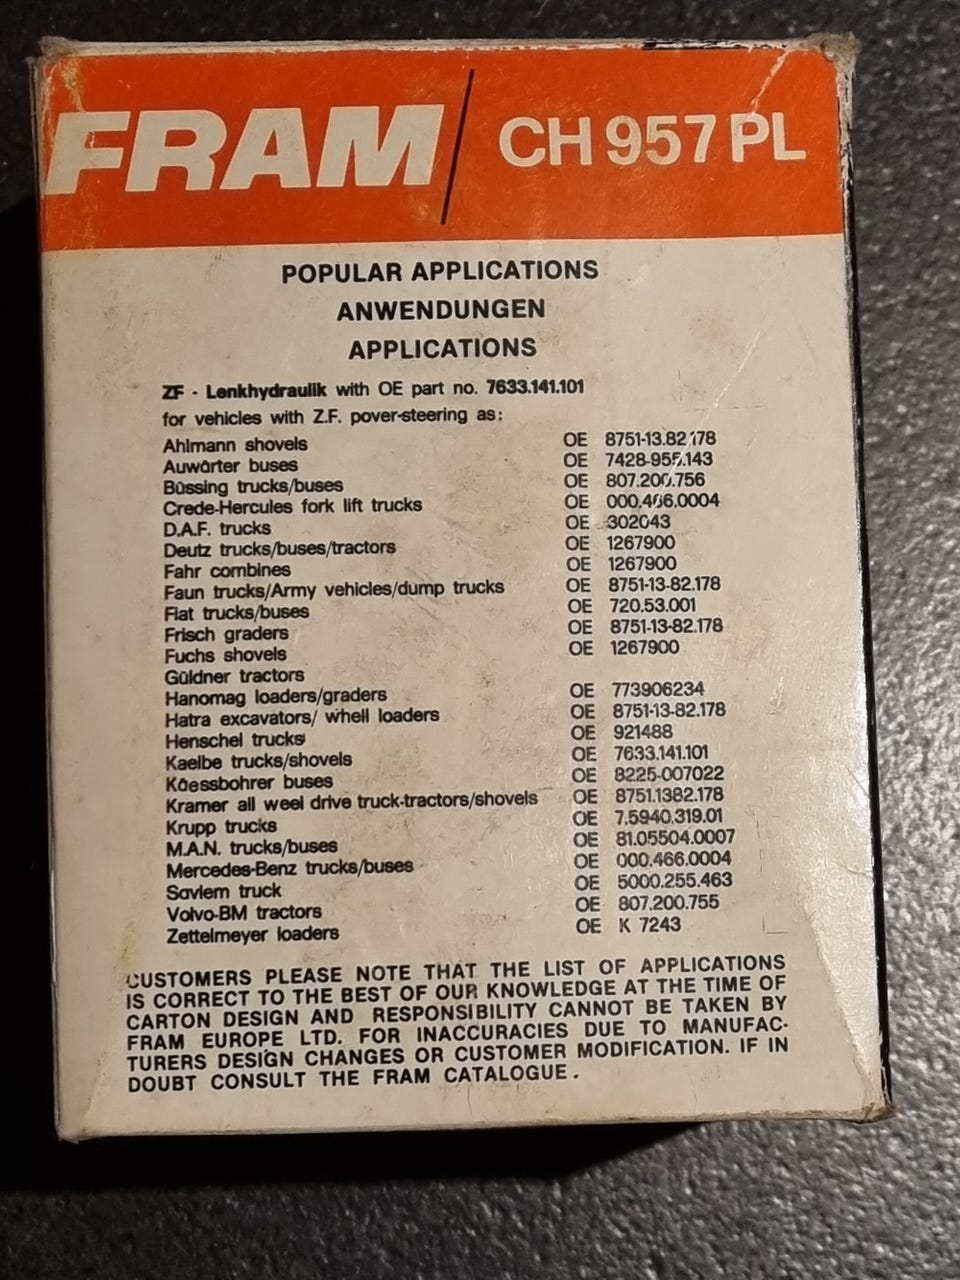 FRAM / CH 957 PL
POPULAR APPLICATIONS
ANWENDUNGEN
APPLICATIONS
ZF - Lenkhydraulik with OE part no. 7633.141.101
for vehicles with Z.F. pover-steering as:
Ahlmann shovels OE 8751-13.82.178
Auwärter buses OE 7428-955.143
Büssing trucks/buses OE 807.200.756
Crede-Hercules fork lift trucks OE 000.466.0004
D.A.F. trucks OE 302043
Deutz trucks/buses/tractors OE 1267900
Fahr combines OE 1267900
Faun trucks/Army vehicles/dump trucks OE 8751-13-82.178
Fiat trucks/buses OE 720.53.001
Frisch graders OE 8751-13-82.178
Fuchs shovels OE 1267900
Güldner tractors
Hanomag loaders/graders OE 773906234
Hatra excavators/ whell loaders OE 8751-13-82.178
Henschel trucks OE 921488
Kaelbe trucks/shovels OE 7633.141.101
Käessbohrer buses OE 8225-007022
Kramer all weel drive truck-tractors/shovels OE 8751.1382.178
Krupp trucks OE 7.5940.319.01
M.A.N. trucks/buses OE 81.05504.0007
Mercedes-Benz trucks/buses OE 000.466.0004
Saviem truck OE 5000.255.463
Volvo-BM tractors OE 807.200.755
Zettelmeyer loaders OE K 7243
CUSTOMERS PLEASE NOTE THAT THE LIST OF APPLICATIONS
IS CORRECT TO THE BEST OF OUR KNOWLEDGE AT THE TIME OF
CARTON DESIGN AND RESPONSIBILITY CANNOT BE TAKEN BY
FRAM EUROPE LTD. FOR INACCURACIES DUE TO MANUFAC-
TURERS DESIGN CHANGES OR CUSTOMER MODIFICATION. IF IN
DOUBT CONSULT THE FRAM CATALOGUE.